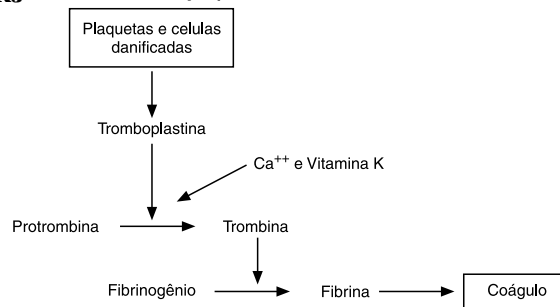 Plaquetas e celulas
danificadas
Tromboplastina
Ca++ e Vitamina K
Protrombina
Trombina
Fibrinogênio
Fibrina
Coágulo